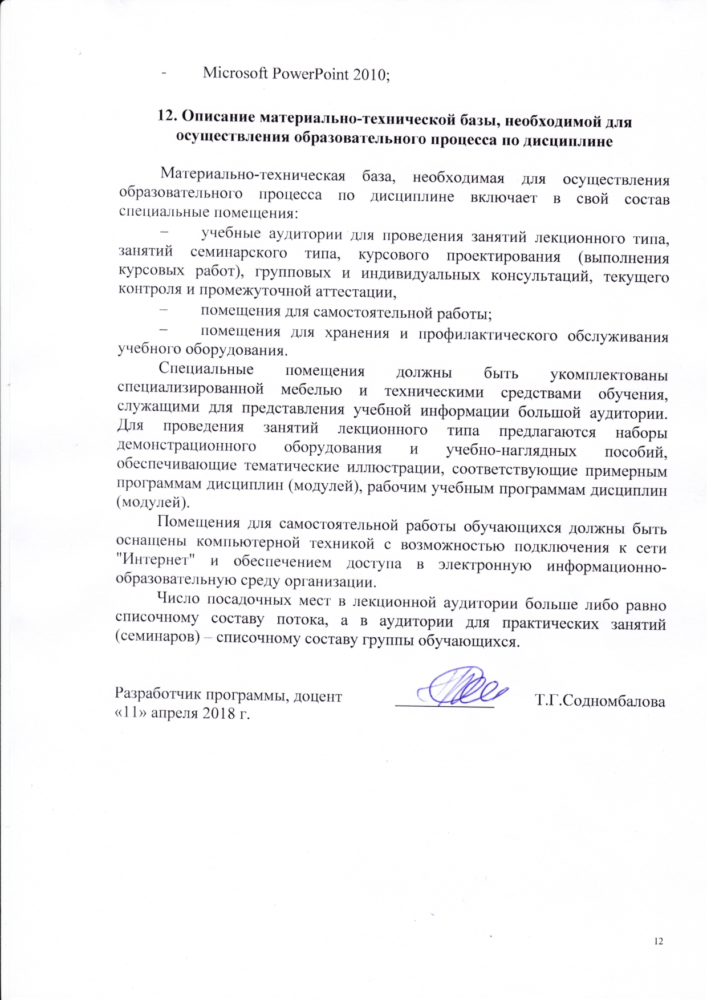 - Microsoft PowerPoint 2010;
12. Описание материально-технической базы, необходимой для
осуществления образовательного процесса по дисциплине
Материально-техническая база, необходимая для осуществления
образовательного процесса по дисциплине включает в свой состав
специальные помещения:
– учебные аудитории для проведения занятий лекционного типа,
занятий семинарского типа, курсового проектирования (выполнения
курсовых работ), групповых и индивидуальных консультаций, текущего
контроля и промежуточной аттестации,
– помещения для самостоятельной работы;
– помещения для хранения и профилактического обслуживания
учебного оборудования.
Специальные помещения должны быть укомплектованы
специализированной мебелью и техническими средствами обучения,
служащими для представления учебной информации большой аудитории.
Для проведения занятий лекционного типа предлагаются наборы
демонстрационного оборудования и учебно-наглядных пособий,
обеспечивающие тематические иллюстрации, соответствующие примерным
программам дисциплин (модулей), рабочим учебным программам дисциплин
(модулей).
Помещения для самостоятельной работы обучающихся должны быть
оснащены компьютерной техникой с возможностью подключения к сети
"Интернет" и обеспечением доступа в электронную информационно-
образовательную среду организации.
Число посадочных мест в лекционной аудитории больше либо равно
списочному составу потока, а в аудитории для практических занятий
(семинаров) – списочному составу группы обучающихся.
Разработчик программы, доцент Т.Г.Содномбалова
«11» апреля 2018 г.
12